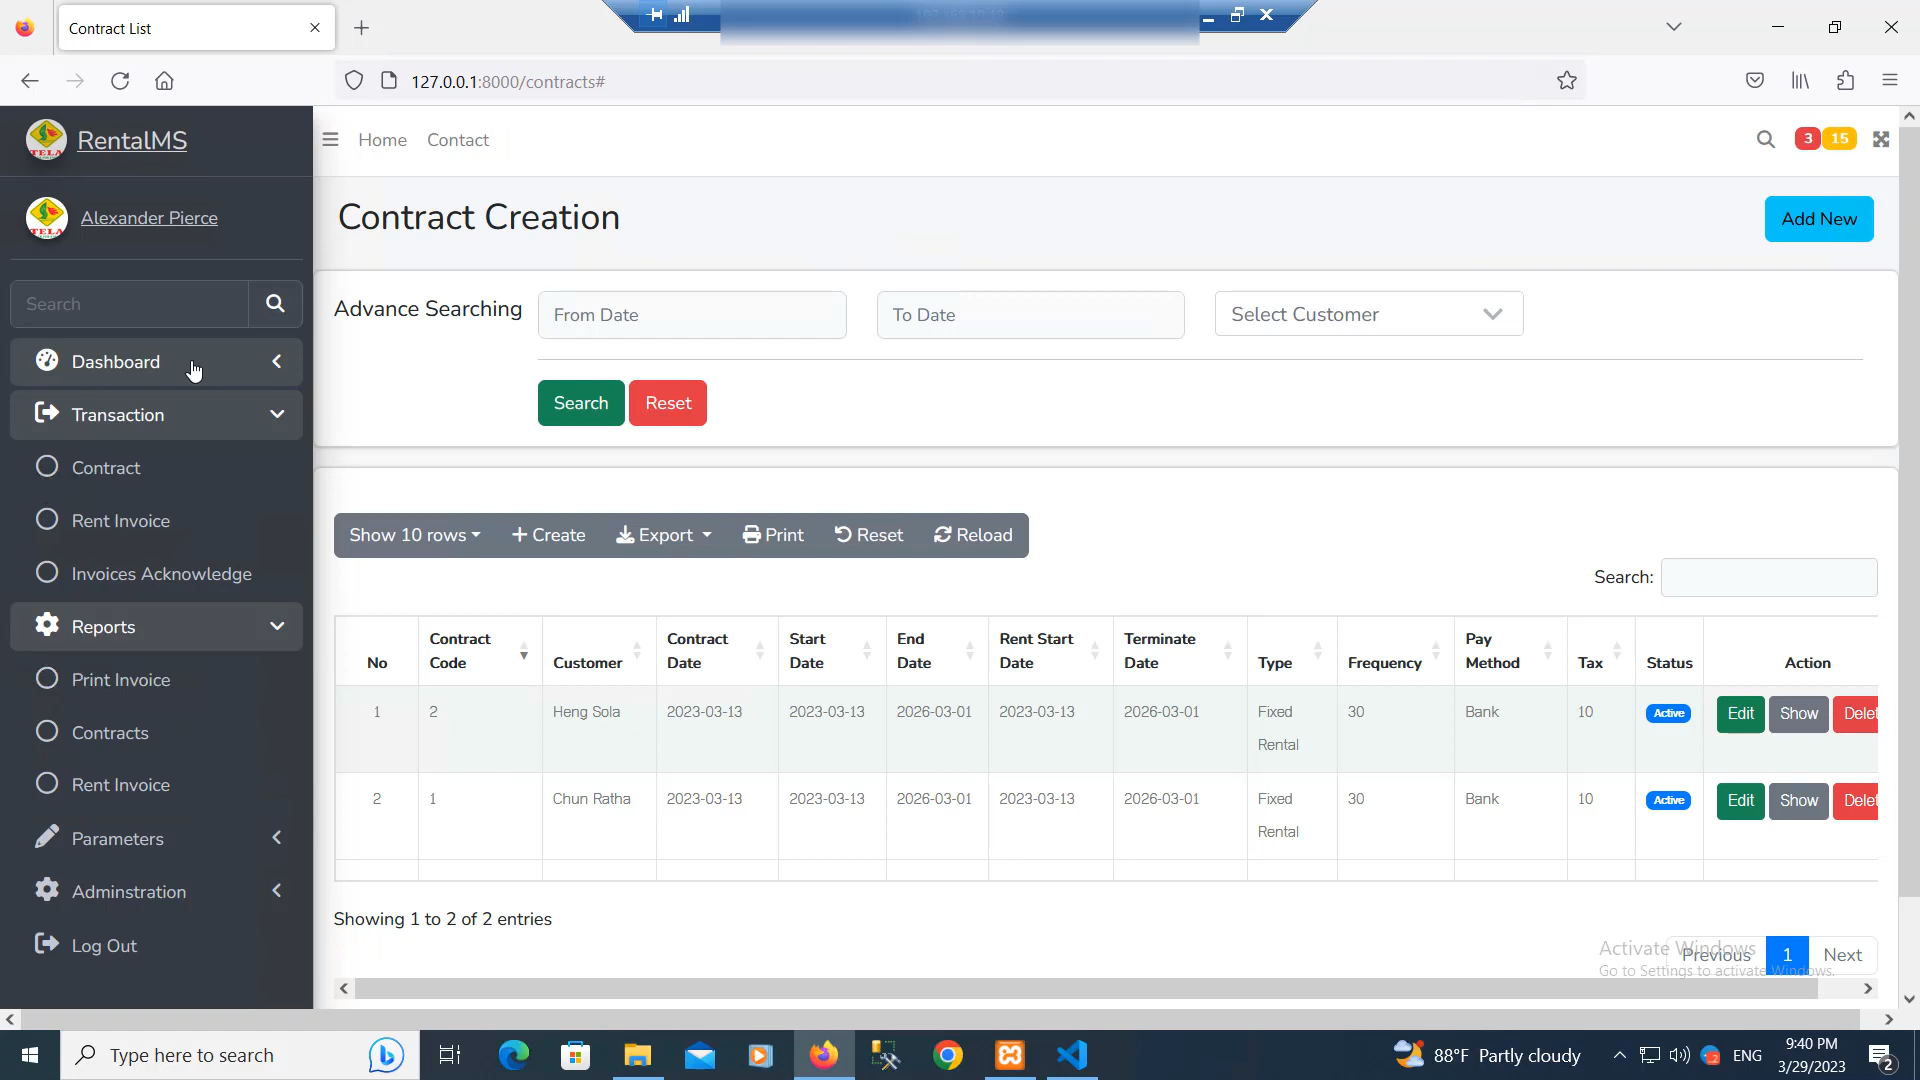 Contract List
127.0.0.1:8000/contracts#
RentalMS
Home Contact
3 15
Alexander Pierce
Contract Creation
Add New
Search
Advance Searching From Date To Date Select Customer
Dashboard
Search Reset
Transaction
Contract
Rent Invoice
Invoices Acknowledge
Reports
Print Invoice
Contracts
Rent Invoice
Parameters
Adminstration
Log Out
Show 10 rows Create Export Print Reset Reload
Search:
No Contract Code Customer Contract Date Start Date End Date Rent Start Date Terminate Date Type Frequency Pay Method Tax Status Action
1 2 Heng Sola 2023-03-13 2023-03-13 2026-03-01 2023-03-13 2026-03-01 Fixed Rental 30 Bank 10 Active Edit Show Delet
2 1 Chun Ratha 2023-03-13 2023-03-13 2026-03-01 2023-03-13 2026-03-01 Fixed Rental 30 Bank 10 Active Edit Show Delet
Showing 1 to 2 of 2 entries
Previous 1 Next
Activate Windows
Go to Settings to activate Windows.
Type here to search
88°F Partly cloudy
ENG
9:40 PM
3/29/2023
2